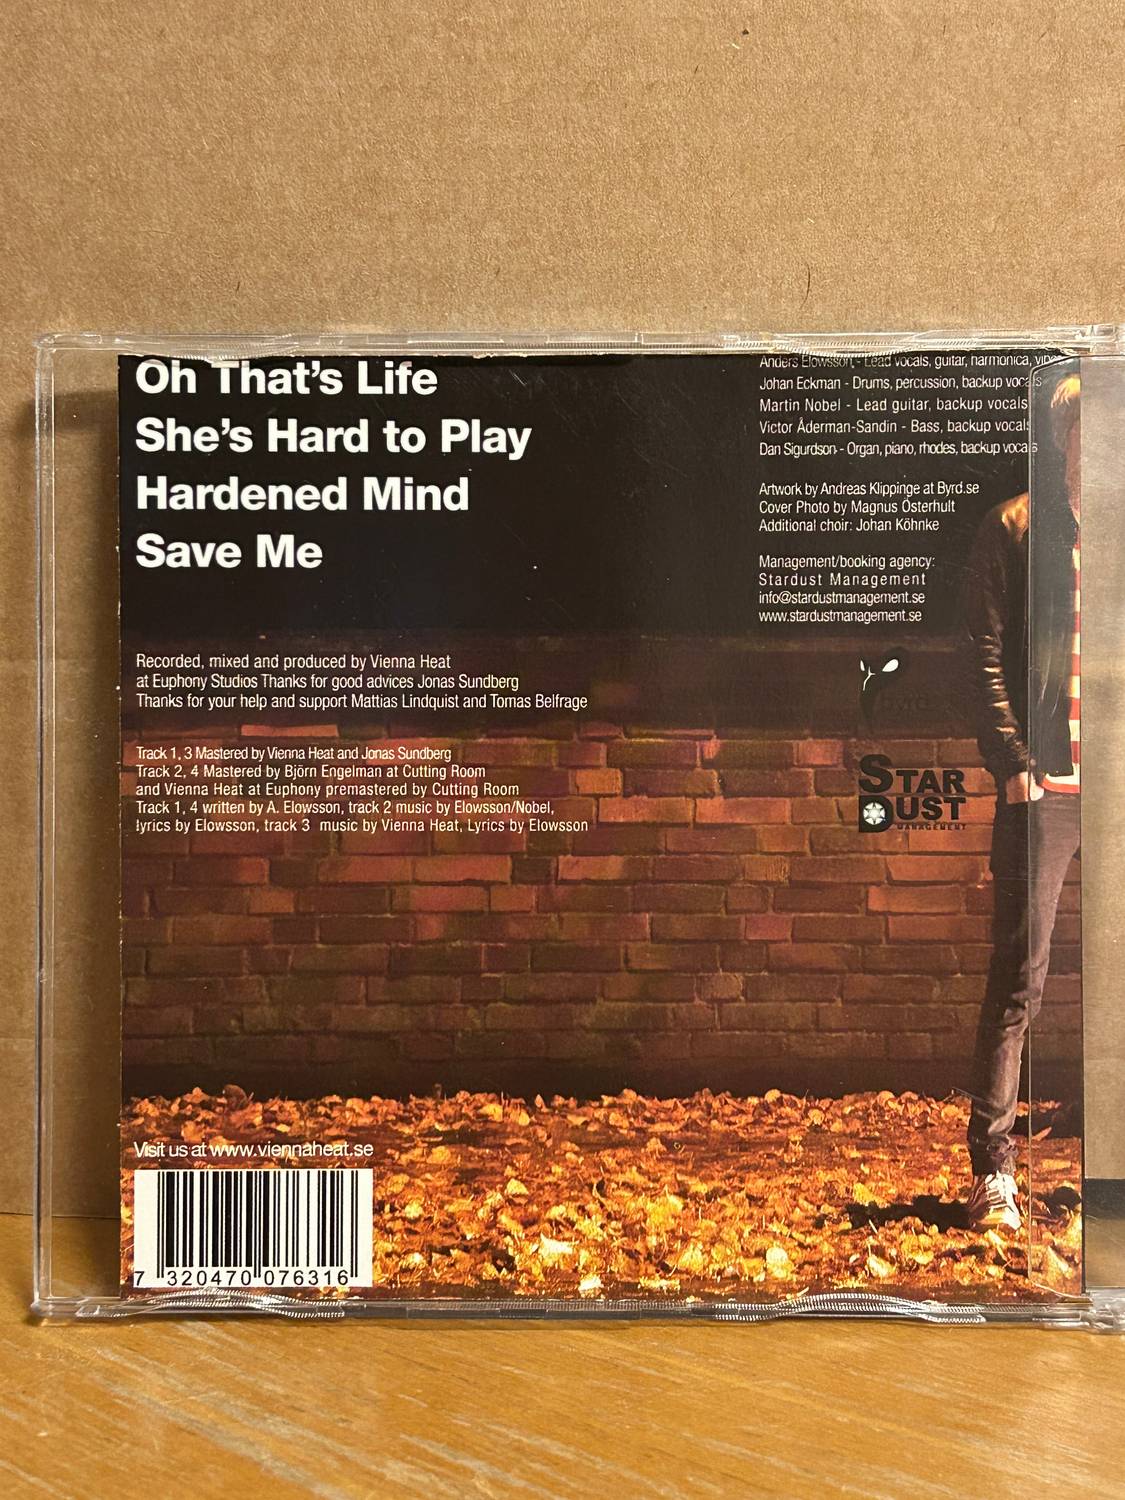 Oh That's Life
She's Hard to Play
Hardened Mind
Save Me
Recorded, mixed and produced by Vienna Heat
at Euphony Studios Thanks for good advices Jonas Sundberg
Thanks for your help and support Mattias Lindquist and Tomas Belfrage
Track 1, 3 Mastered by Vienna Heat and Jonas Sundberg
Track 2, 4 Mastered by Björn Engelman at Cutting Room
and Vienna Heat at Euphony premastered by Cutting Room
Track 1, 4 written by A. Elowsson, track 2 music by Elowsson/Nobel,
lyrics by Elowsson, track 3 music by Vienna Heat, Lyrics by Elowsson
Anders Elowsson - Lead vocals, guitar, harmonica, vibes
Johan Eckman - Drums, percussion, backup vocals
Martin Nobel - Lead guitar, backup vocals
Victor Åderman-Sandin - Bass, backup vocals
Dan Sigurdson - Organ, piano, rhodes, backup vocals
Artwork by Andreas Klippinge at Byrd.se
Cover Photo by Magnus Österhult
Additional choir: Johan Köhnke
Management/booking agency:
Stardust Management
info@stardustmanagement.se
www.stardustmanagement.se
STAR
DUST
MANAGEMENT
Visit us at www.viennaheat.se
7 320470 076316